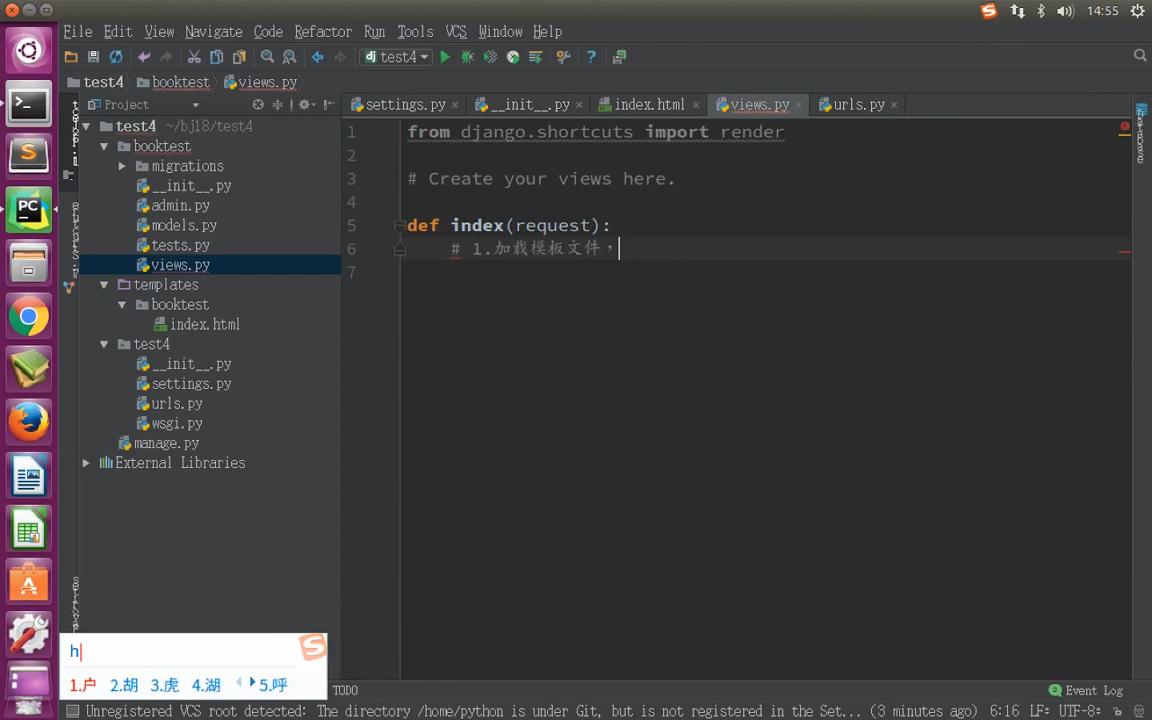 14:55
File Edit View Navigate Code Refactor Run Tools VCS Window Help
dj test4
test4 booktest views.py
Project
settings.py __init__.py index.html views.py urls.py
test4 ~/bj18/test4
booktest
migrations
__init__.py
admin.py
models.py
tests.py
views.py
templates
booktest
index.html
test4
__init__.py
settings.py
urls.py
wsgi.py
manage.py
External Libraries
1 from django.shortcuts import render
2
3 # Create your views here.
4
5 def index(request):
6 # 1.加载模板文件，
7
h
1.户 2.胡 3.虎 4.湖 5.呼
TODO
Event Log
Unregistered VCS root detected: The directory /home/python is under Git, but is not registered in the Set... (3 minutes ago) 6:16 LF÷ UTF-8÷